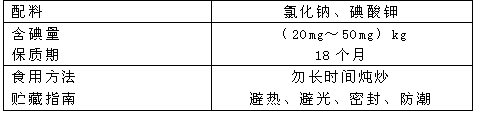 配料 氯化钠、碘酸钾
含碘量 （20mg～50mg）kg
保质期 18个月
食用方法 勿长时间炖炒
贮藏指南 避热、避光、密封、防潮